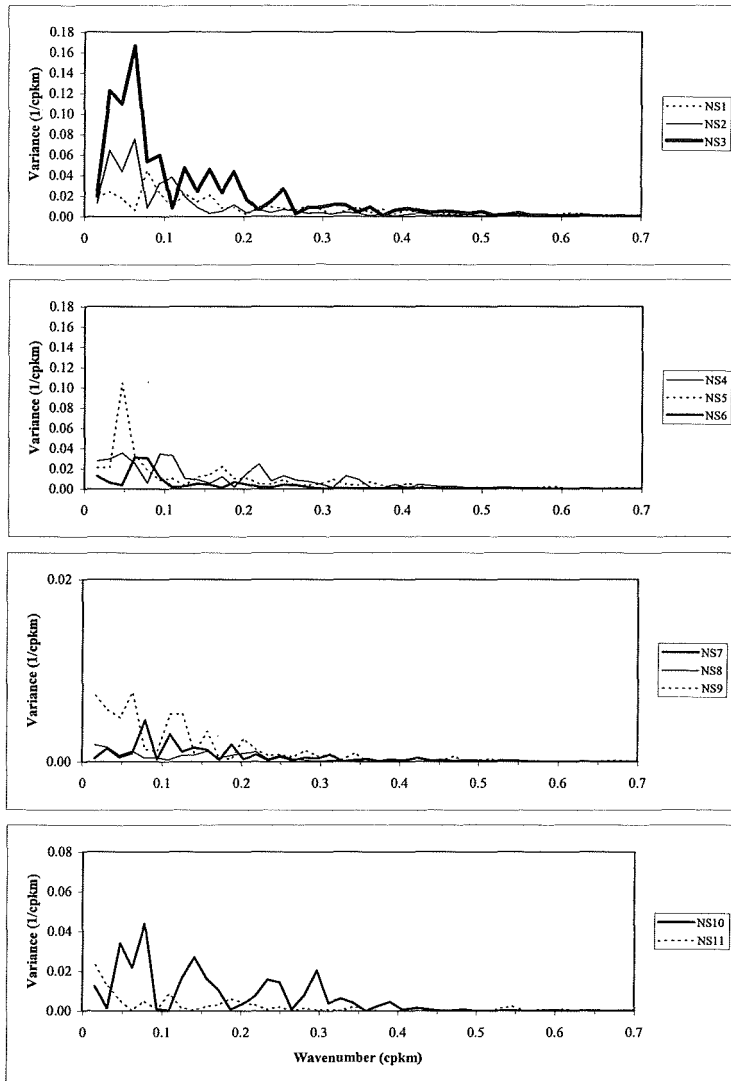 0.18
0.16
0.14
0.12
0.10
0.08
0.06
0.04
0.02
0.00
Variance (1/cpkm)
0 0.1 0.2 0.3 0.4 0.5 0.6 0.7
NS1
NS2
NS3
0.18
0.16
0.14
0.12
0.10
0.08
0.06
0.04
0.02
0.00
Variance (1/cpkm)
0 0.1 0.2 0.3 0.4 0.5 0.6 0.7
NS4
NS5
NS6
0.02
0.00
Variance (1/cpkm)
0 0.1 0.2 0.3 0.4 0.5 0.6 0.7
NS7
NS8
NS9
0.08
0.06
0.04
0.02
0.00
Variance (1/cpkm)
0 0.1 0.2 0.3 0.4 0.5 0.6 0.7
Wavenumber (cpkm)
NS10
NS11